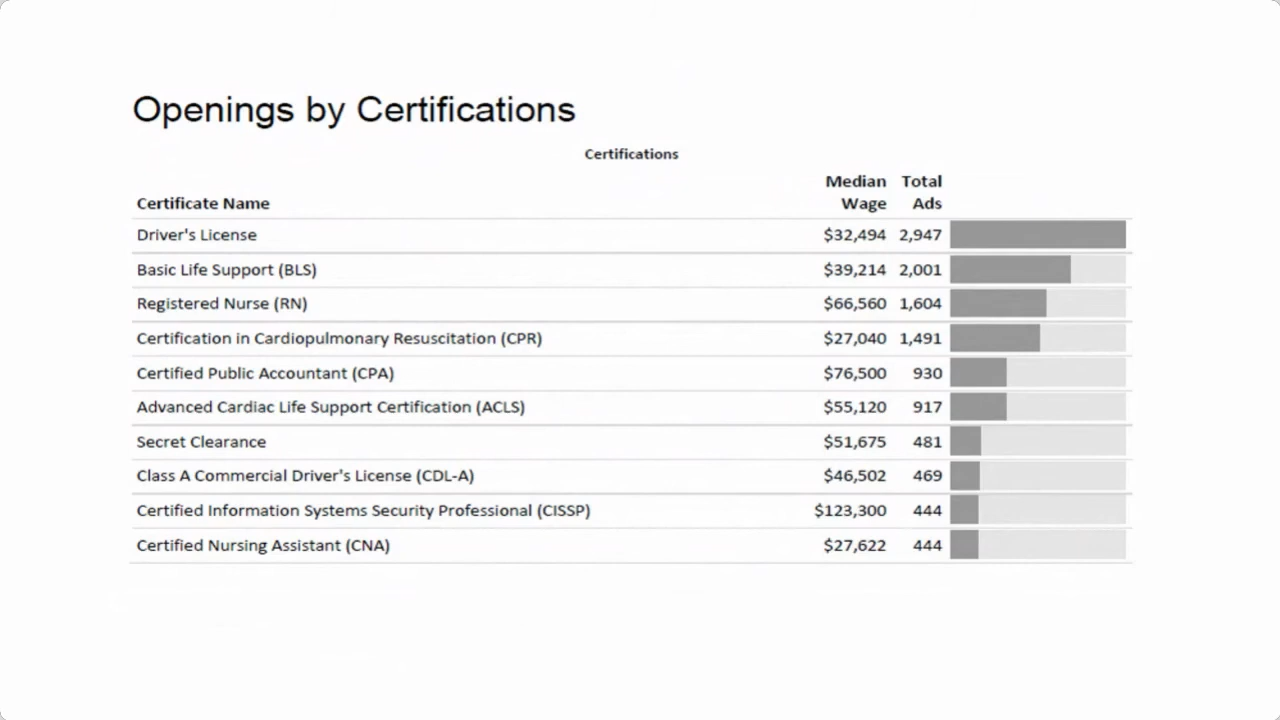 Openings by Certifications
Certifications
Median Total
Certificate Name Wage Ads
Driver's License $32,494 2,947
Basic Life Support (BLS) $39,214 2,001
Registered Nurse (RN) $66,560 1,604
Certification in Cardiopulmonary Resuscitation (CPR) $27,040 1,491
Certified Public Accountant (CPA) $76,500 930
Advanced Cardiac Life Support Certification (ACLS) $55,120 917
Secret Clearance $51,675 481
Class A Commercial Driver's License (CDL-A) $46,502 469
Certified Information Systems Security Professional (CISSP) $123,300 444
Certified Nursing Assistant (CNA) $27,622 444